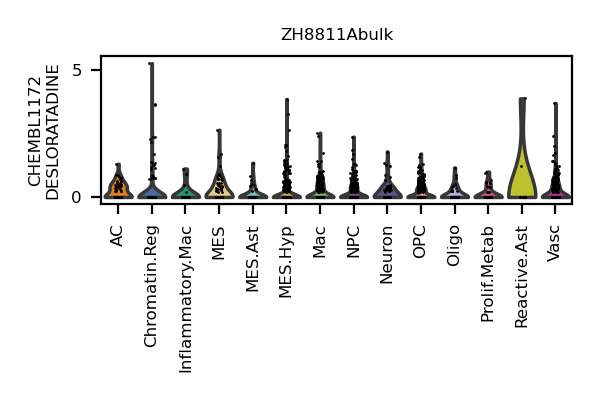 ZH8811Abulk
CHEMBL1172
DESLORATADINE
5
0
AC
Chromatin.Reg
Inflammatory.Mac
MES
MES.Ast
MES.Hyp
Mac
NPC
Neuron
OPC
Oligo
Prolif.Metab
Reactive.Ast
Vasc